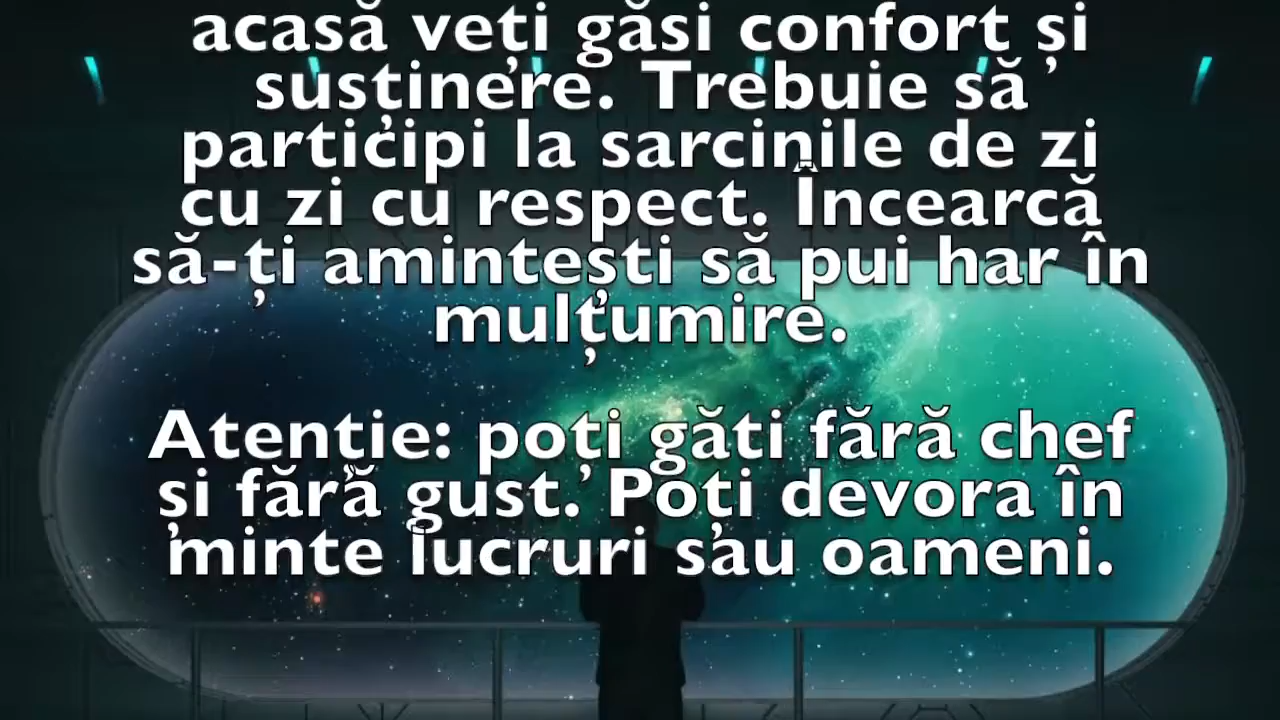 acasă veți găsi confort și
susținere. Trebuie să
participi la sarcinile de zi
cu zi cu respect. Încearcă
să-ți amintești să pui har în
mulțumire.
Atenție: poți găti fără chef
și fără gust. Poți devora în
minte lucruri sau oameni.